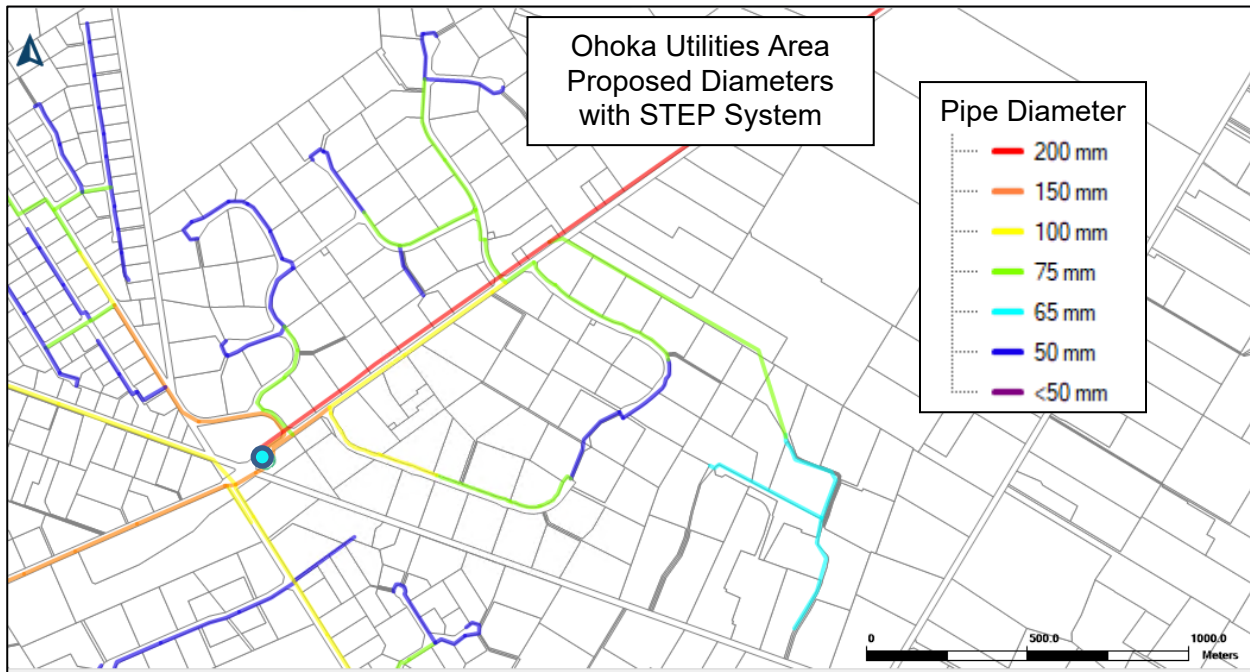 Ohoka Utilities Area
Proposed Diameters
with STEP System
Pipe Diameter
200 mm
150 mm
100 mm
75 mm
65 mm
50 mm
<50 mm
0 500.0 1000.0
Meters